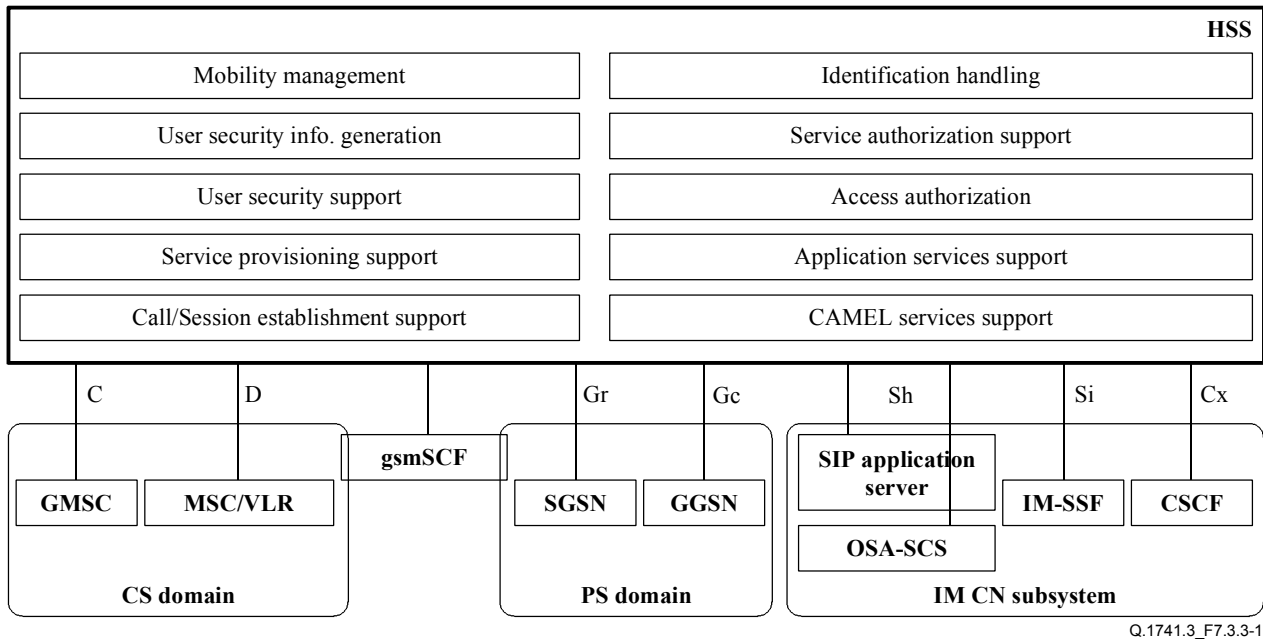 HSS
Mobility management
Identification handling
User security info. generation
Service authorization support
User security support
Access authorization
Service provisioning support
Application services support
Call/Session establishment support
CAMEL services support
C
D
Gr
Gc
Sh
Si
Cx
gsmSCF
SIP application
server
GMSC
MSC/VLR
SGSN
GGSN
IM-SSF
CSCF
OSA-SCS
CS domain
PS domain
IM CN subsystem
Q.1741.3_F7.3.3-1